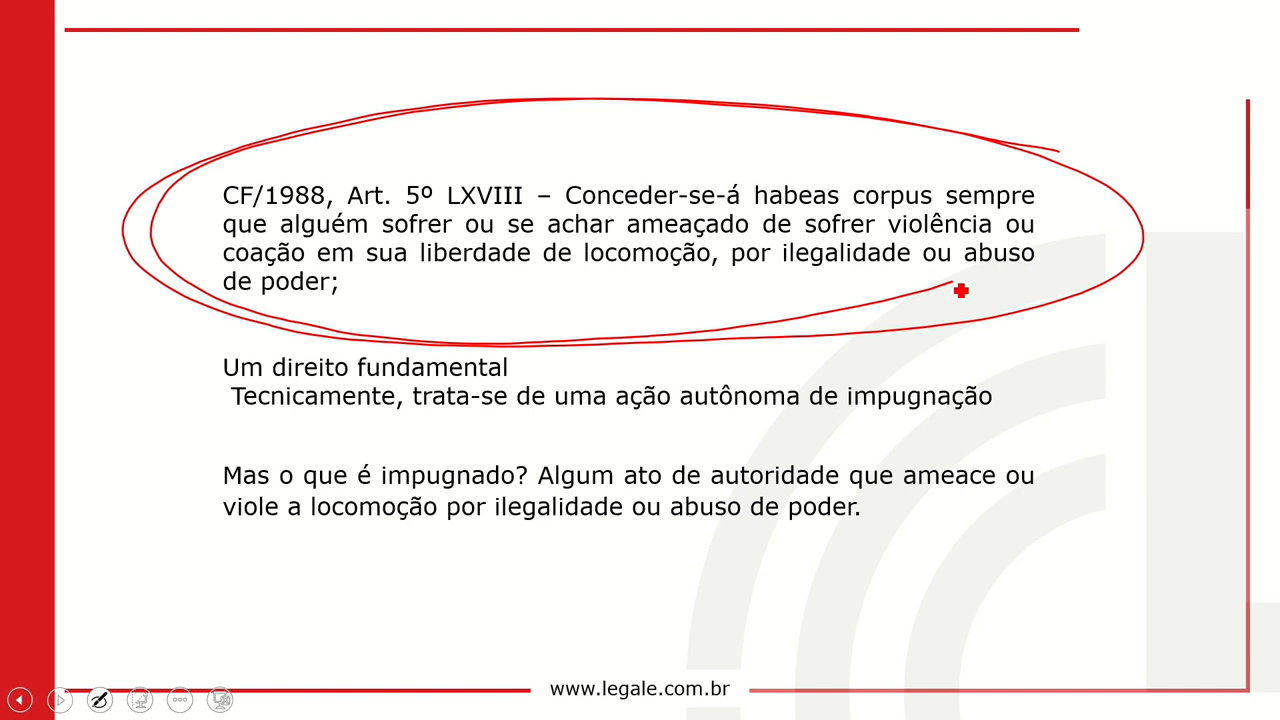 CF/1988, Art. 5º LXVIII – Conceder-se-á habeas corpus sempre
que alguém sofrer ou se achar ameaçado de sofrer violência ou
coação em sua liberdade de locomoção, por ilegalidade ou abuso
de poder;
Um direito fundamental
Tecnicamente, trata-se de uma ação autônoma de impugnação
Mas o que é impugnado? Algum ato de autoridade que ameace ou
viole a locomoção por ilegalidade ou abuso de poder.
www.legale.com.br